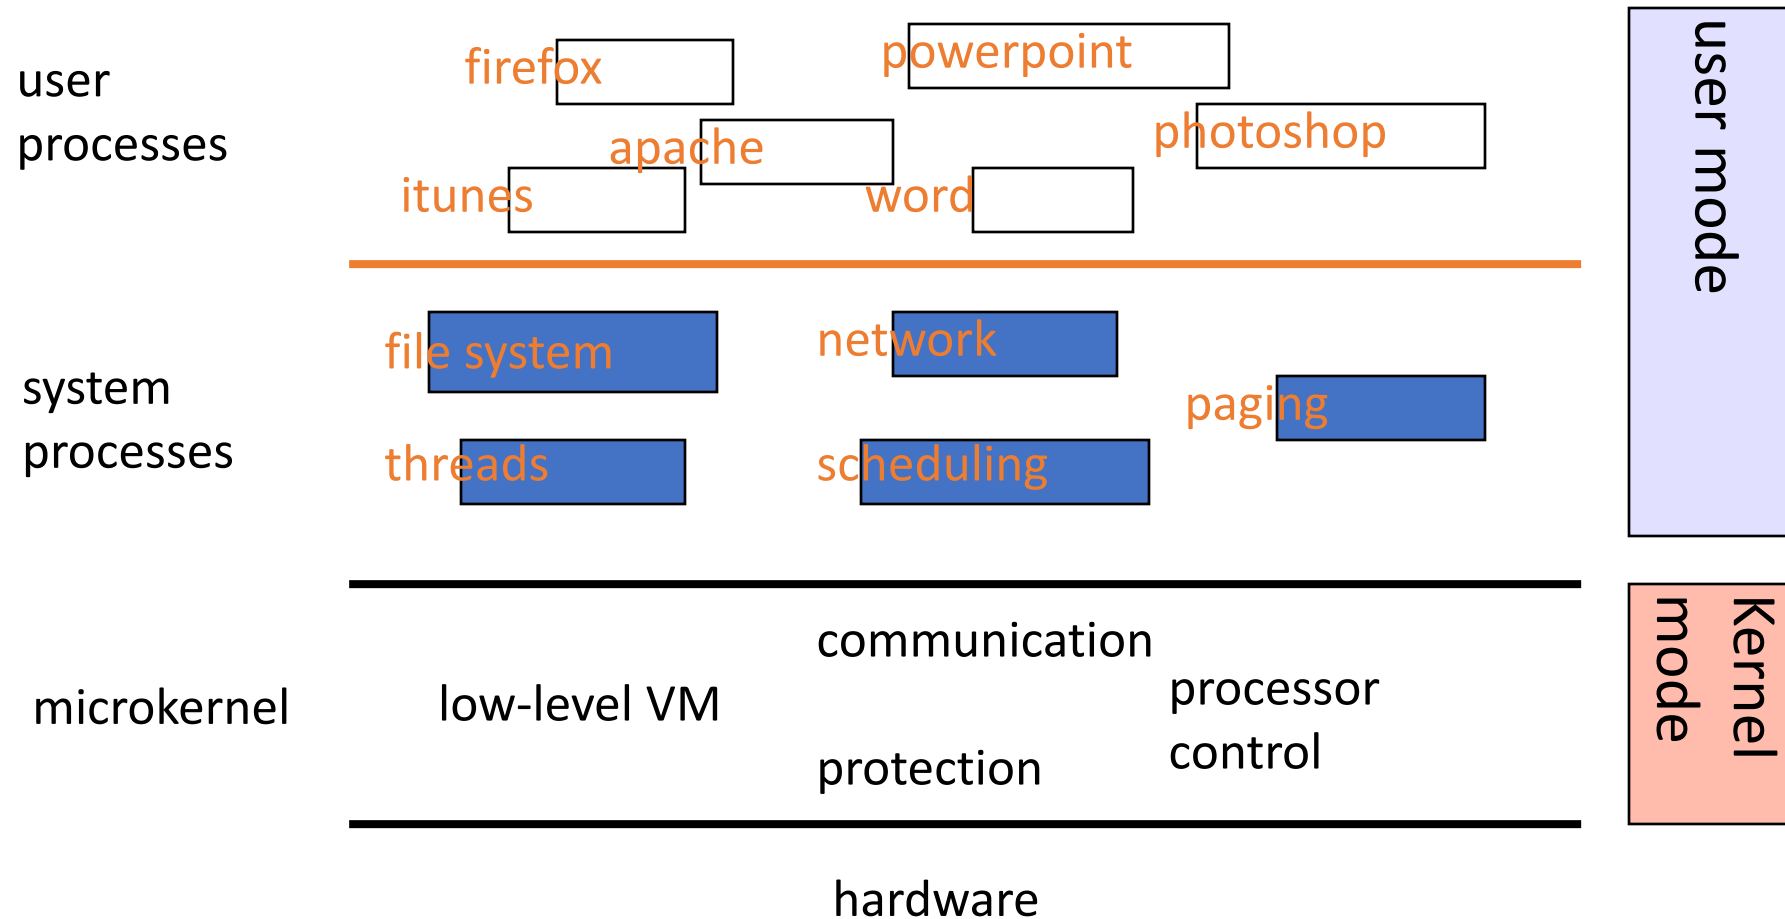 user
processes
firefox
powerpoint
apache
photoshop
itunes
word
user mode
system
processes
file system
network
paging
threads
scheduling
microkernel
low-level VM
communication
processor
control
protection
Kernel
mode
hardware